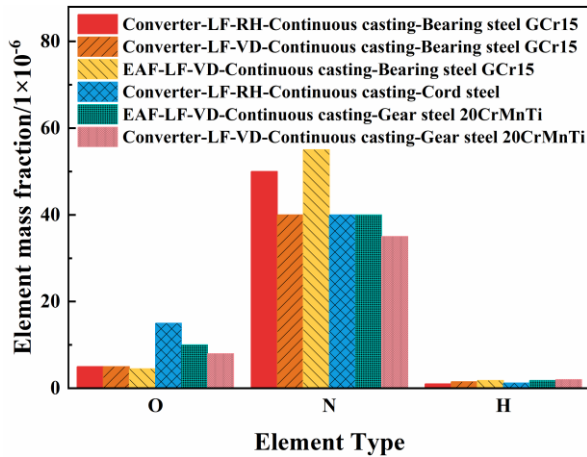 Converter-LF-RH-Continuous casting-Bearing steel GCr15
Converter-LF-VD-Continuous casting-Bearing steel GCr15
EAF-LF-VD-Continuous casting-Bearing steel GCr15
Converter-LF-RH-Continuous casting-Cord steel
EAF-LF-VD-Continuous casting-Gear steel 20CrMnTi
Converter-LF-VD-Continuous casting-Gear steel 20CrMnTi
Element mass fraction/1×10⁻⁶
80
60
40
20
0
O N H
Element Type